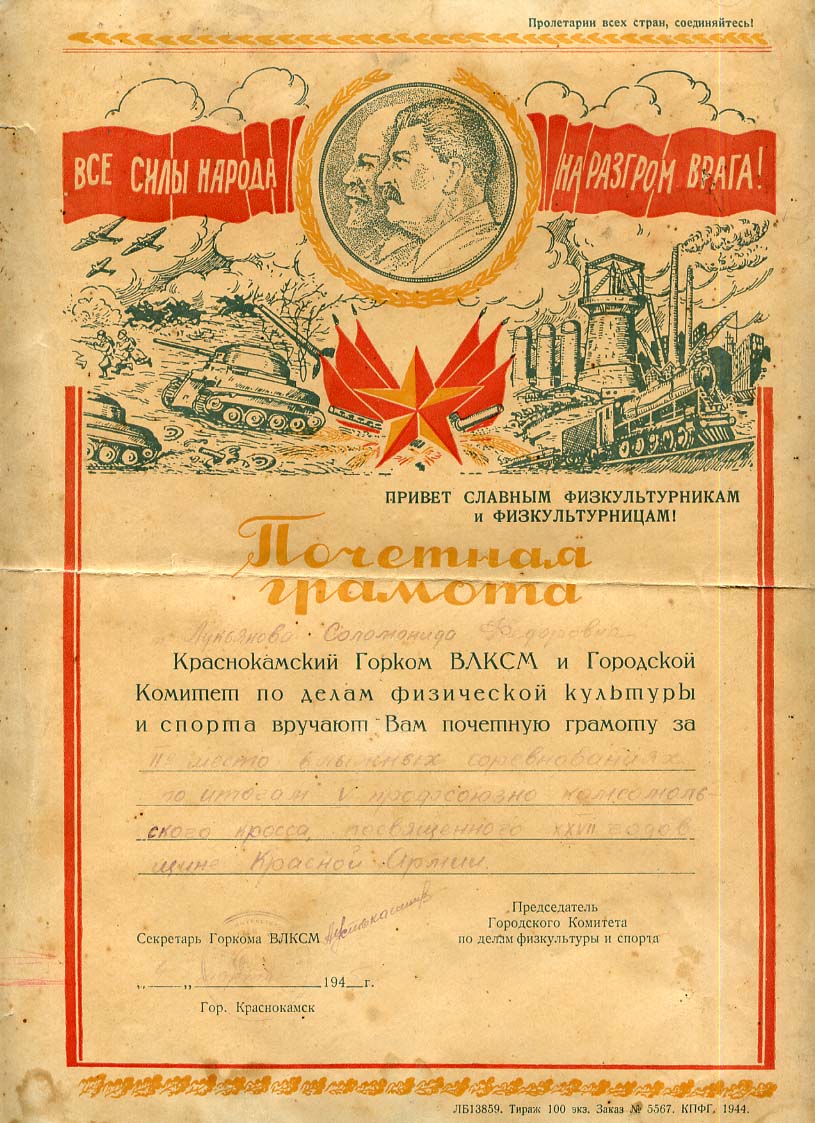 Пролетарии всех стран, соединяйтесь!
ВСЕ СИЛЫ НАРОДА НА РАЗГРОМ ВРАГА!
ПРИВЕТ СЛАВНЫМ ФИЗКУЛЬТУРНИКАМ
и ФИЗКУЛЬТУРНИЦАМ!
Почетная
грамота
Лукьянова Соломонида Федоровна
Краснокамский Горком ВЛКСМ и Городской
Комитет по делам физической культуры
и спорта вручают Вам почетную грамоту за
место в лыжных соревнованиях
по итогам V профсоюзно комсомоль-
ского кросса, посвященного XXVII годов
щине Красной Армии.
Председатель
Городского Комитета
по делам физкультуры и спорта
Секретарь Горкома ВЛКСМ
„ „ 194 г.
Гор. Краснокамск
ЛБ13859. Тираж 100 экз. Заказ № 5567. КПФГ, 1944.